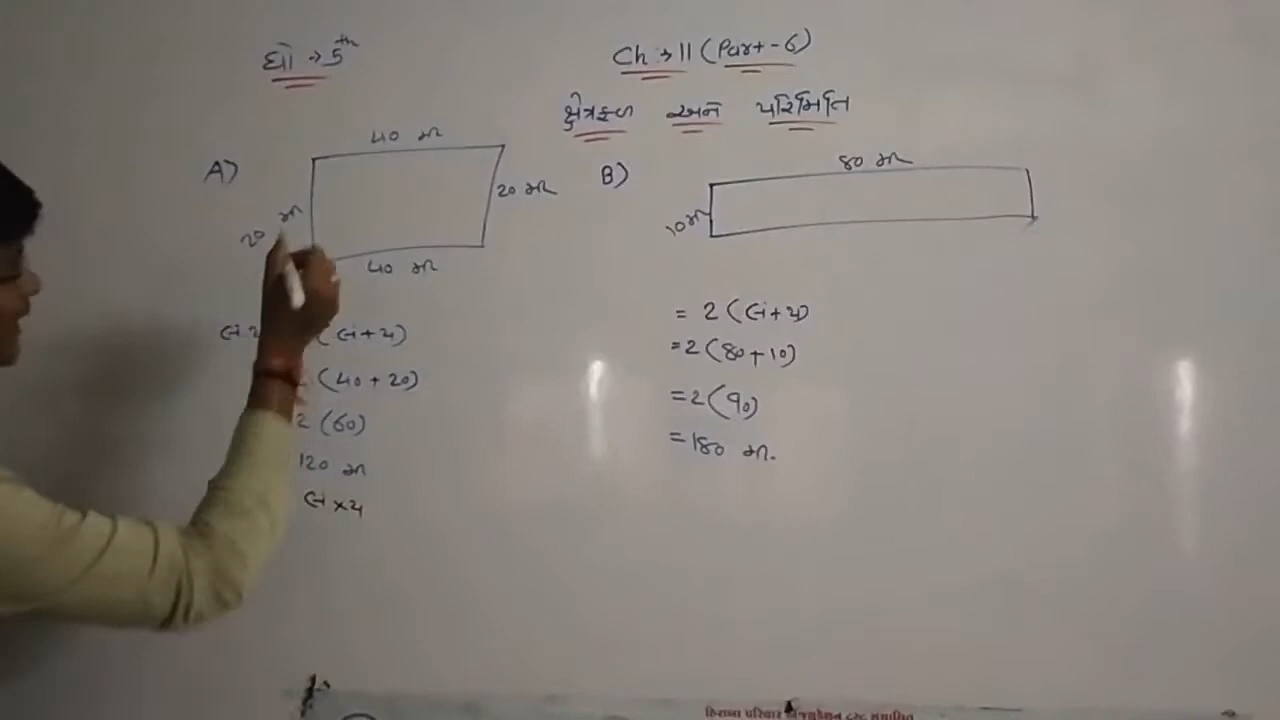 ધો → 5th
Ch → 11 (Part - 6)
ક્ષેત્રફળ અને પરિમિતિ
A)
40 મી
20 મી
20 મી
40 મી
(લં+પ)
(40 + 20)
2 (60)
120 મી
લં × પ
B)
80 મી
10મી
= 2 (લં+પ)
= 2 (80 + 10)
= 2 (90)
= 180 મી.